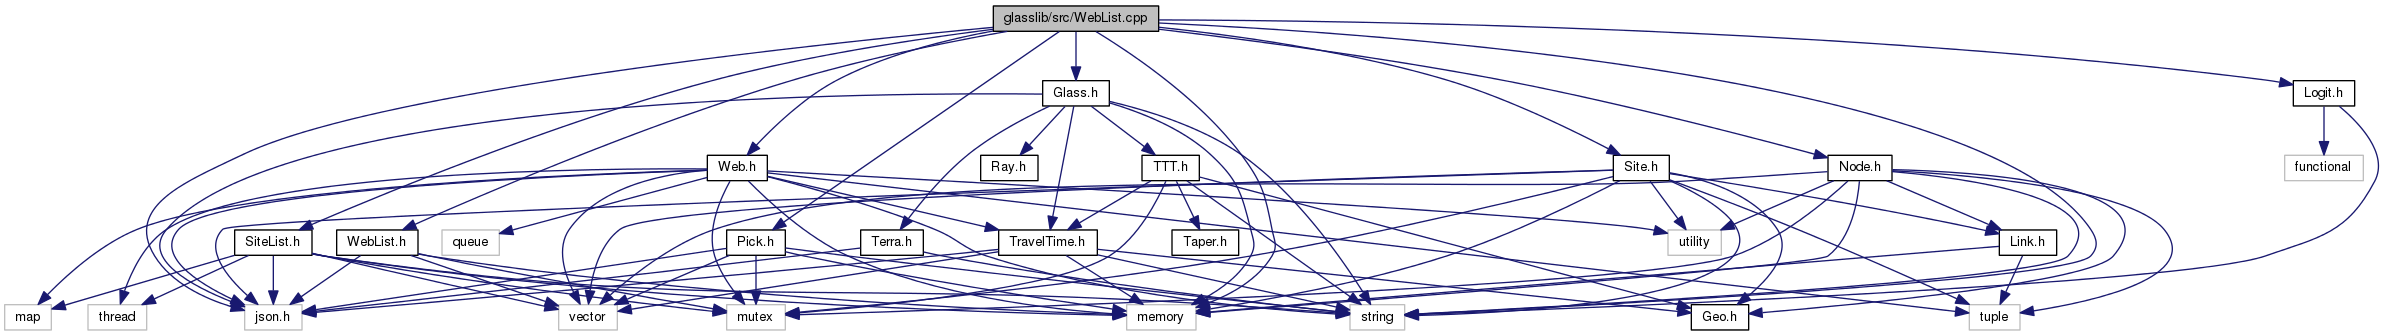 glasslib/src/WebList.cpp
Glass.h
Logit.h
Web.h
Ray.h
TTT.h
Site.h
Node.h
functional
SiteList.h
WebList.h
queue
Pick.h
Terra.h
TravelTime.h
Taper.h
utility
Link.h
map
thread
json.h
vector
mutex
memory
string
Geo.h
tuple